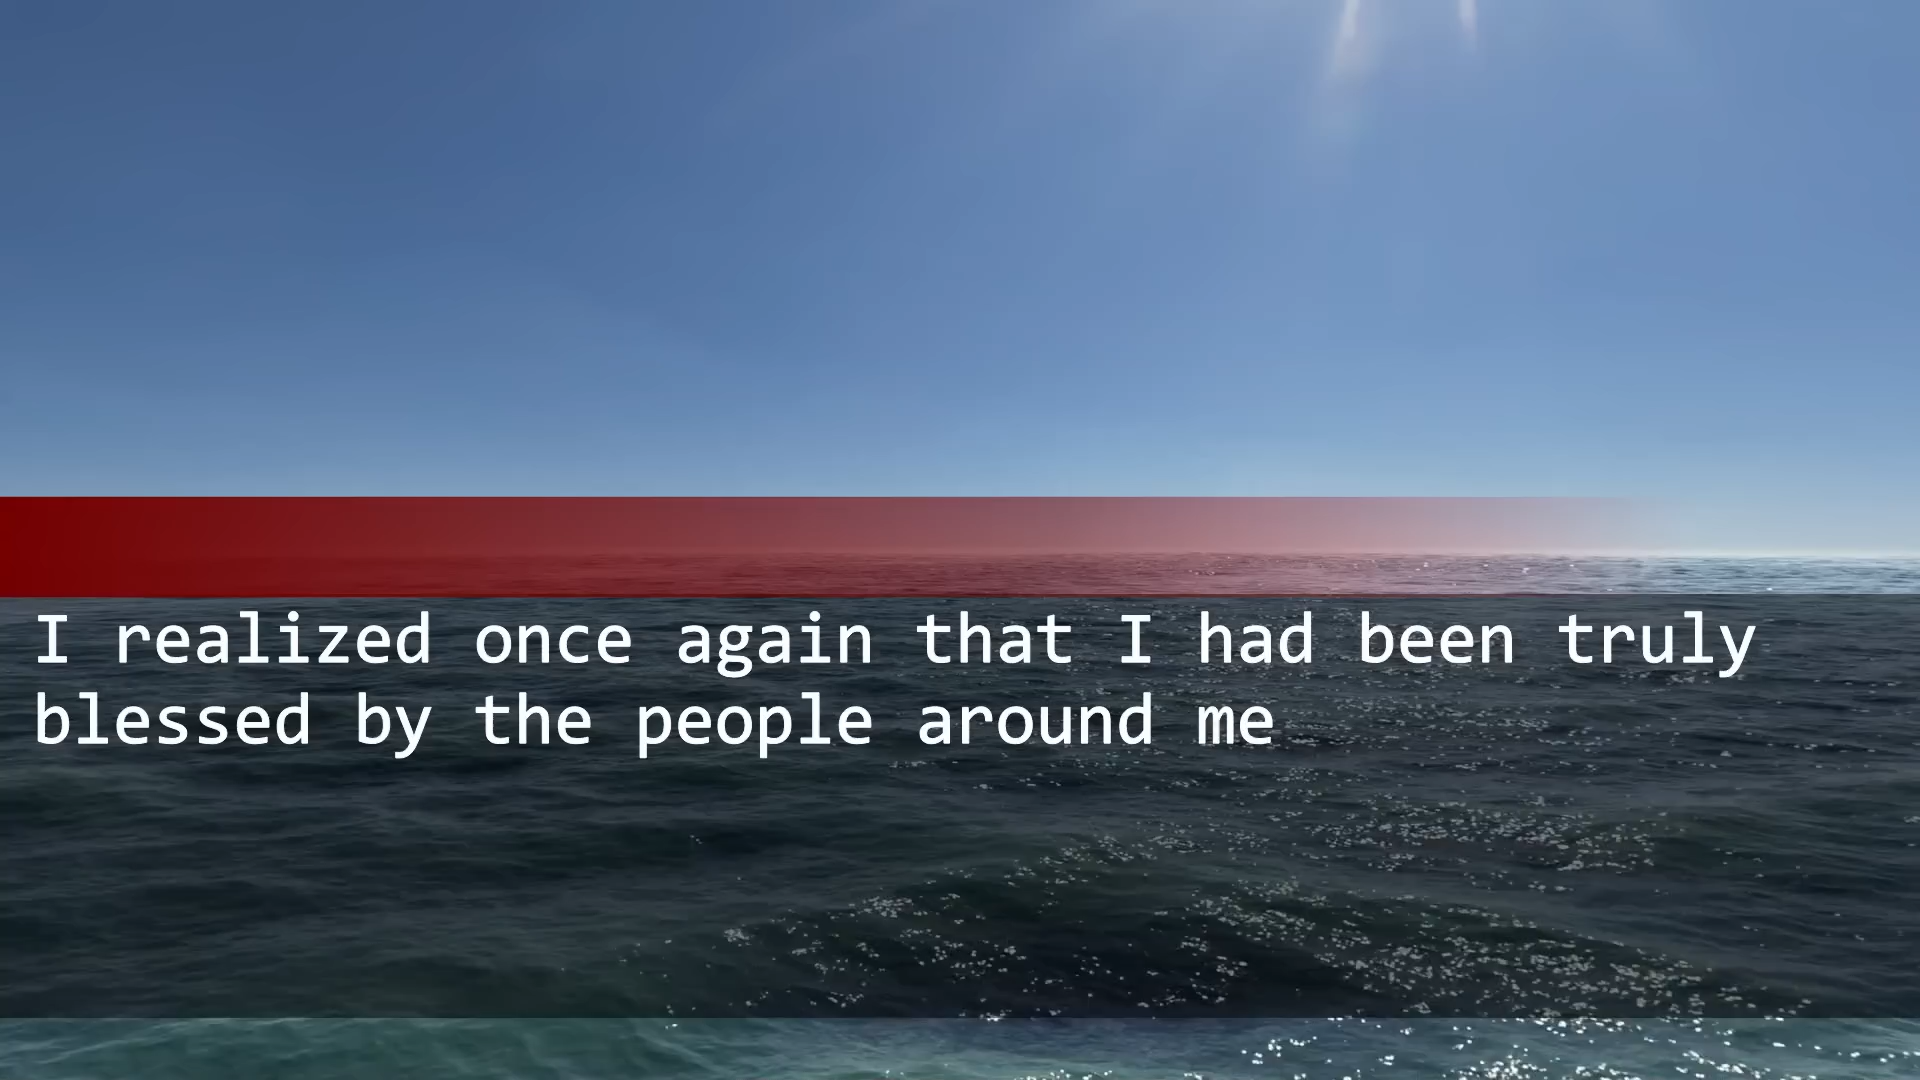 I realized once again that I had been truly
blessed by the people around me